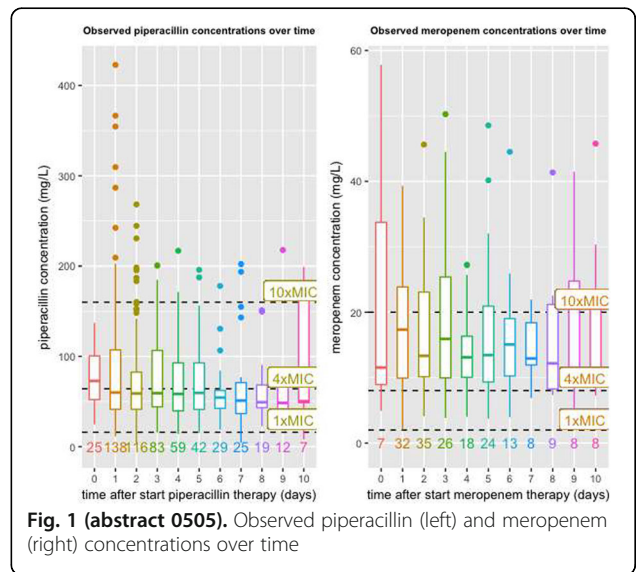 Observed piperacillin concentrations over time
piperacillin concentration (mg/L)
400
300
200
100
0
10xMIC
4xMIC
1xMIC
25 138 116 83 59 42 29 25 19 12 7
0 1 2 3 4 5 6 7 8 9 10
time after start piperacillin therapy (days)
Observed meropenem concentrations over time
meropenem concentration (mg/L)
60
40
20
0
10xMIC
4xMIC
1xMIC
7 32 35 26 18 24 13 8 9 8 8
0 1 2 3 4 5 6 7 8 9 10
time after start meropenem therapy (days)
Fig. 1 (abstract 0505). Observed piperacillin (left) and meropenem
(right) concentrations over time